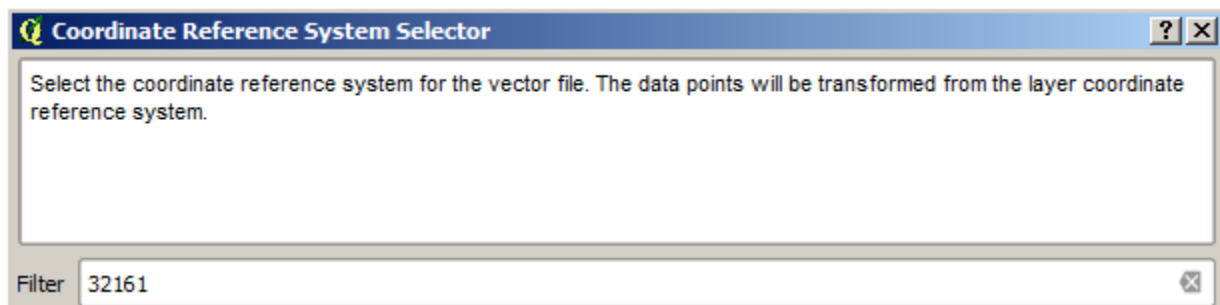 Coordinate Reference System Selector
Select the coordinate reference system for the vector file. The data points will be transformed from the layer coordinate
reference system.
Filter 32161